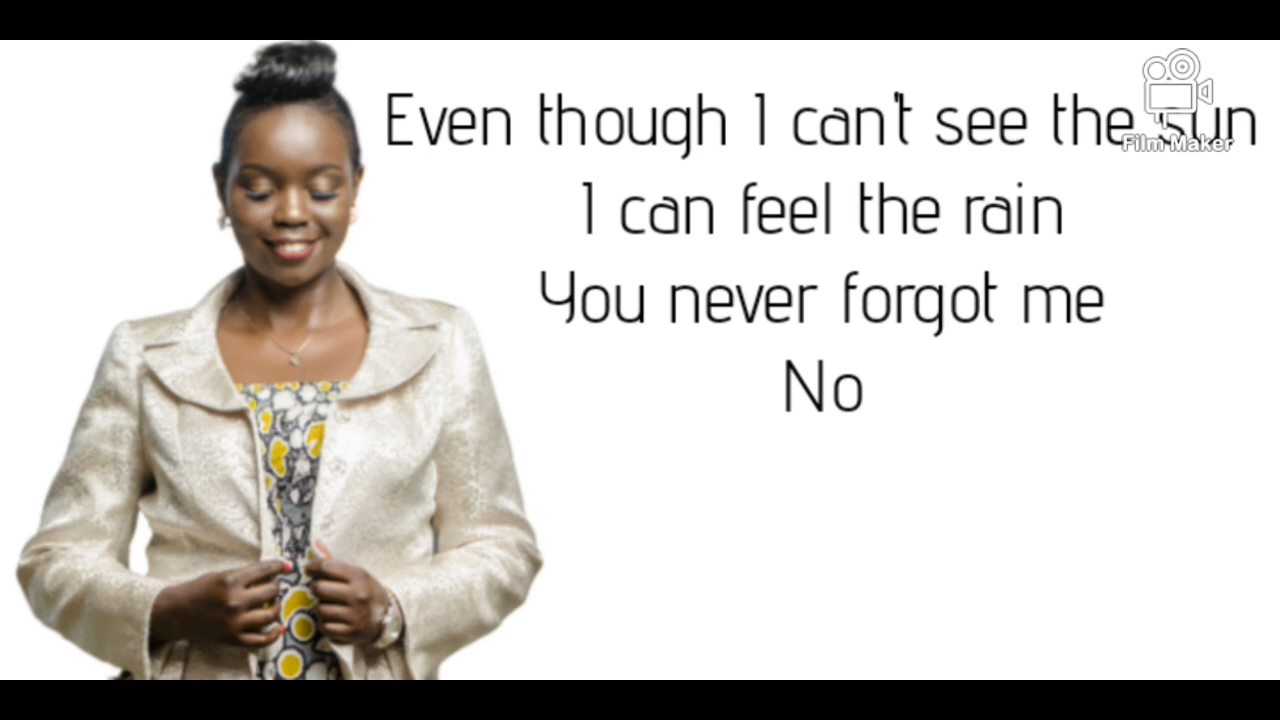 Even though I can't see the sun
Film Maker
I can feel the rain
You never forgot me
No